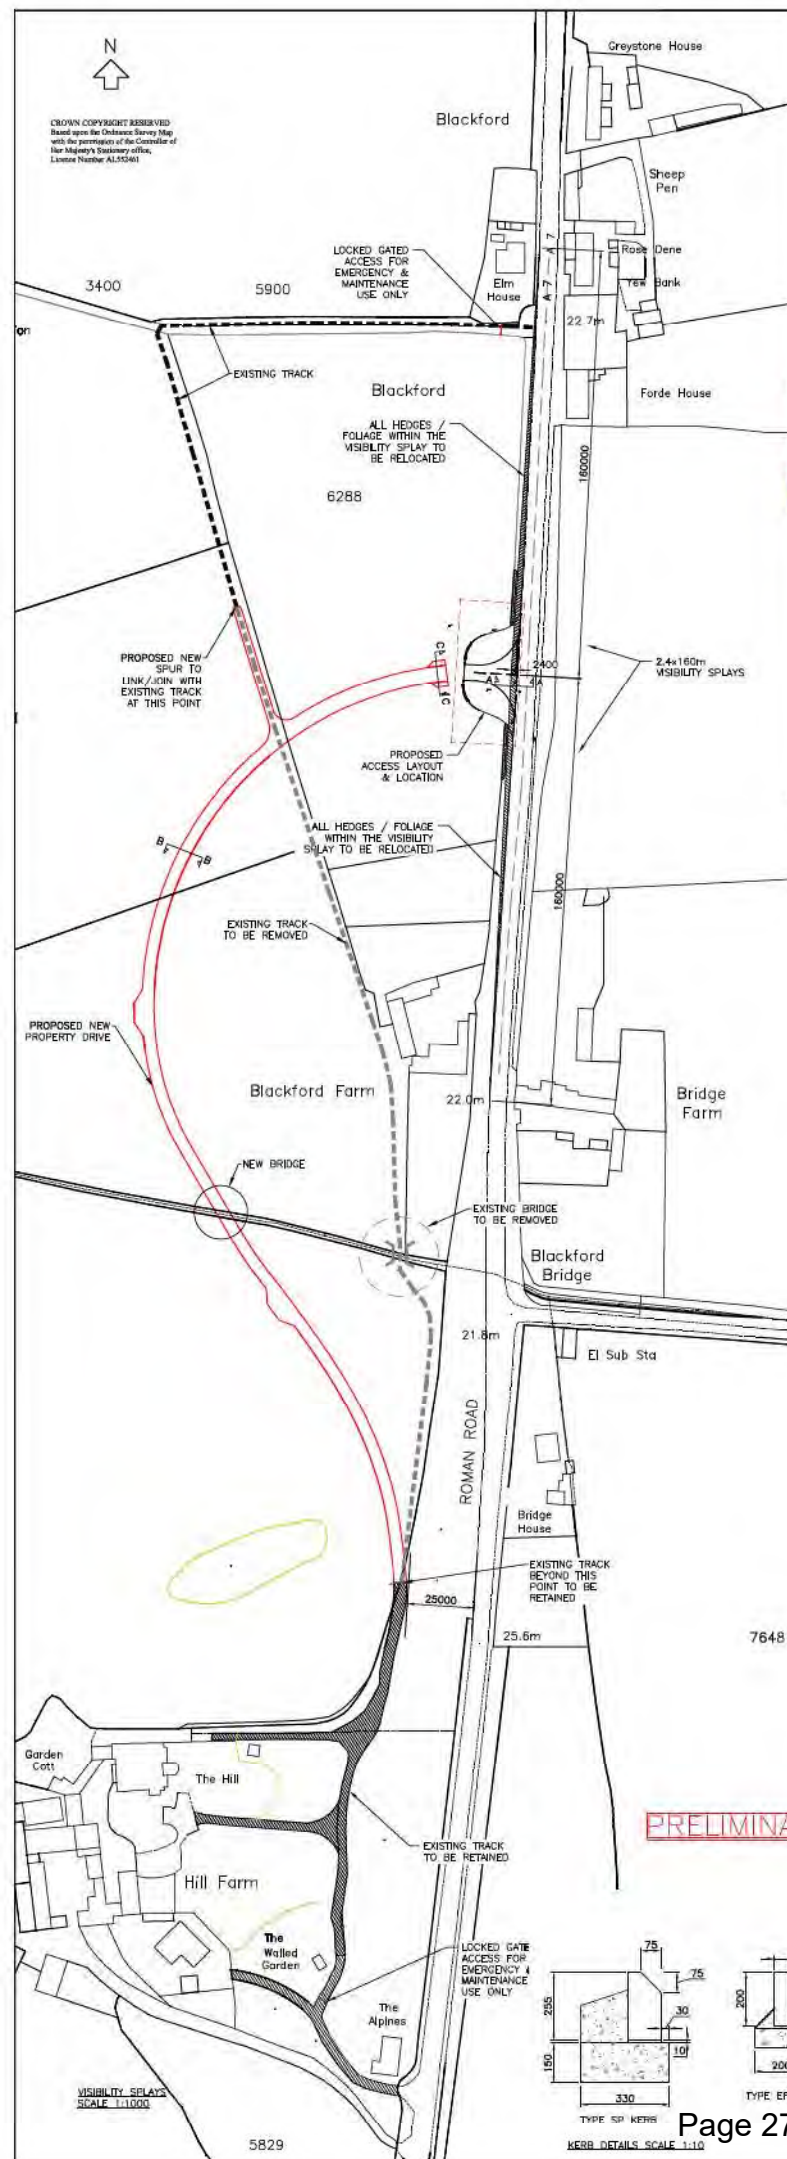 N
CROWN COPYRIGHT RESERVED
Based upon the Ordnance Survey Map
with the permission of the Controller of
Her Majesty's Stationary office,
Licence Number AL552461
Greystone House
Blackford
Sheep
Pen
LOCKED GATED
ACCESS FOR
EMERGENCY &
MAINTENANCE
USE ONLY
A 7
A 7
Rose Dene
Yew Bank
3400
5900
Elm
House
22.7m
EXISTING TRACK
Blackford
Forde House
ALL HEDGES /
FOLIAGE WITHIN THE
VISIBILITY SPLAY TO
BE RELOCATED
160000
6288
PROPOSED NEW
SPUR TO
LINK/JOIN WITH
EXISTING TRACK
AT THIS POINT
C
C
2400
A
A
2.4x160m
VISIBILITY SPLAYS
PROPOSED
ACCESS LAYOUT
& LOCATION
ALL HEDGES / FOLIAGE
WITHIN THE VISIBILITY
SPLAY TO BE RELOCATED
B
B
160000
EXISTING TRACK
TO BE REMOVED
PROPOSED NEW
PROPERTY DRIVE
Blackford Farm
22.0m
Bridge
Farm
NEW BRIDGE
EXISTING BRIDGE
TO BE REMOVED
Blackford
Bridge
21.8m
El Sub Sta
ROMAN ROAD
Bridge
House
EXISTING TRACK
BEYOND THIS
POINT TO BE
RETAINED
25000
25.6m
7648
Garden
Cott
The Hill
PRELIMINA
EXISTING TRACK
TO BE RETAINED
Hill Farm
The
Walled
Garden
LOCKED GATE
ACCESS FOR
EMERGENCY &
MAINTENANCE
USE ONLY
The
Alpines
75
75
255
30
10
150
330
200
200
VISIBILITY SPLAYS
SCALE 1:1000
TYPE SP KERB
TYPE EF
Page 27
5829
KERB DETAILS SCALE 1:10